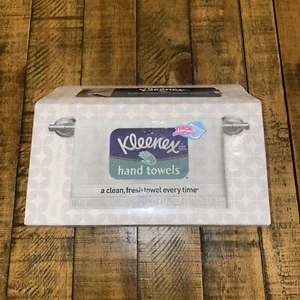 Kleenex
hand towels
a clean, fresh towel every time